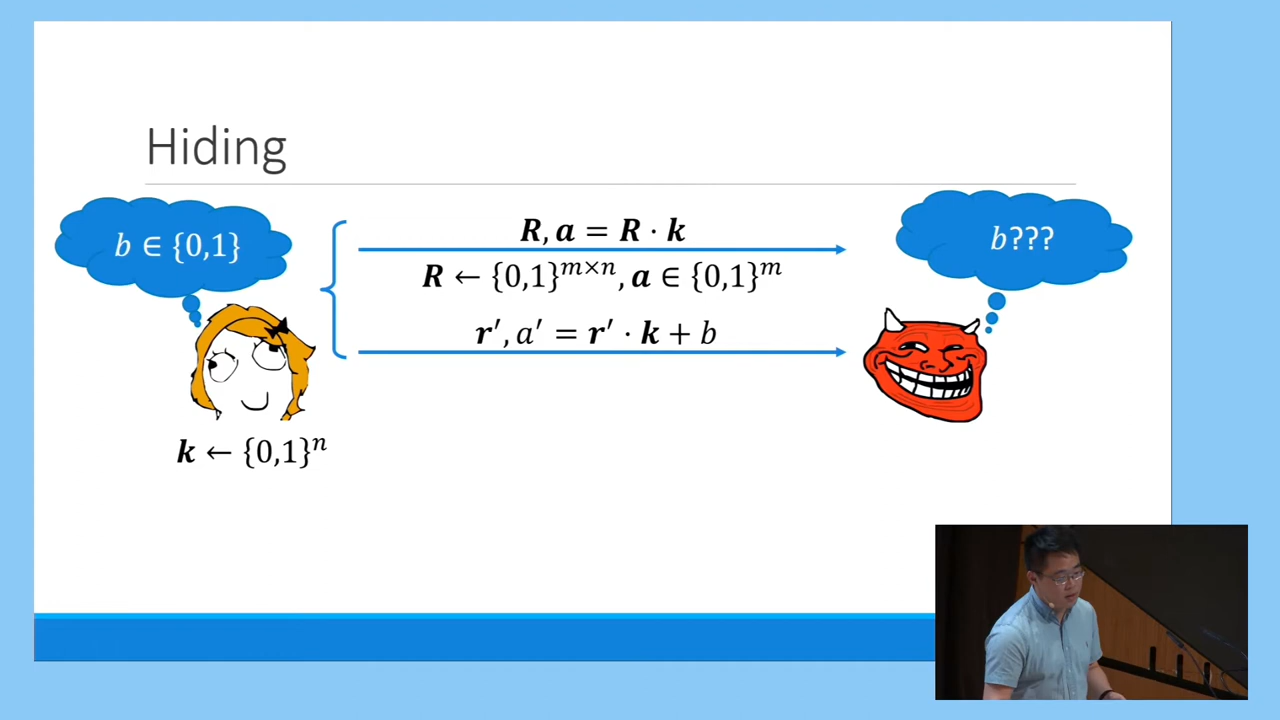 Hiding
b ∈ {0,1}
R, a = R · k
b???
R ← {0,1}^{m×n}, a ∈ {0,1}^m
r′, a′ = r′ · k + b
k ← {0,1}^n